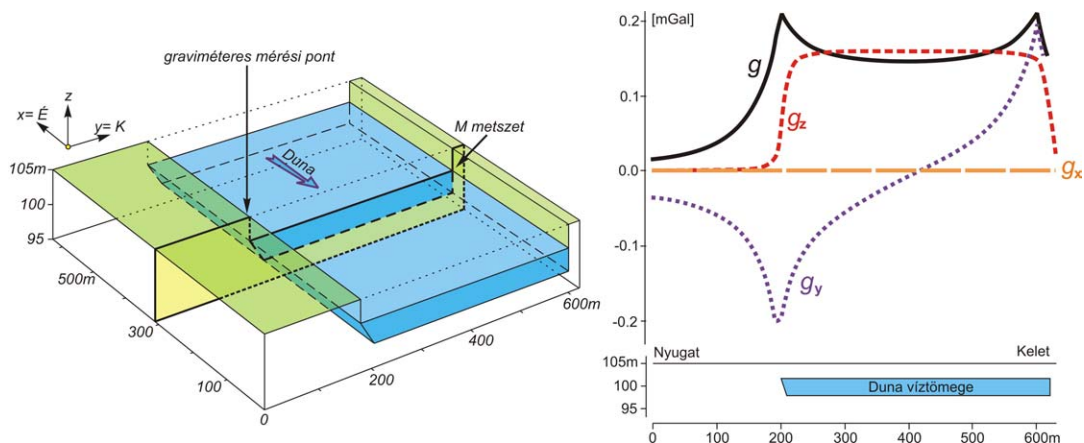 graviméteres mérési pont
z
x= É
y= K
M metszet
Duna
105m
100
95
500m
300
100
0
200
400
600m
[mGal]
0.2
0.1
0.0
-0.1
-0.2
g
gz
gx
gy
Nyugat
Kelet
105m
100
95
Duna víztömege
0
100
200
300
400
500
600m